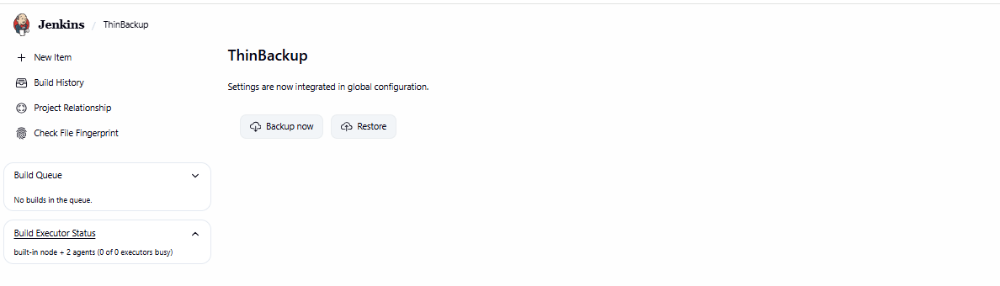 Jenkins / ThinBackup
New Item
Build History
Project Relationship
Check File Fingerprint
Build Queue
No builds in the queue.
Build Executor Status
built-in node + 2 agents (0 of 0 executors busy)
ThinBackup
Settings are now integrated in global configuration.
Backup now Restore